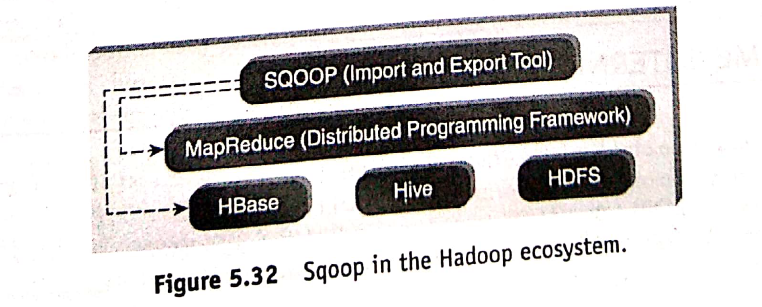 SQOOP (Import and Export Tool)
MapReduce (Distributed Programming Framework)
HBase
Hive
HDFS
Figure 5.32 Sqoop in the Hadoop ecosystem.